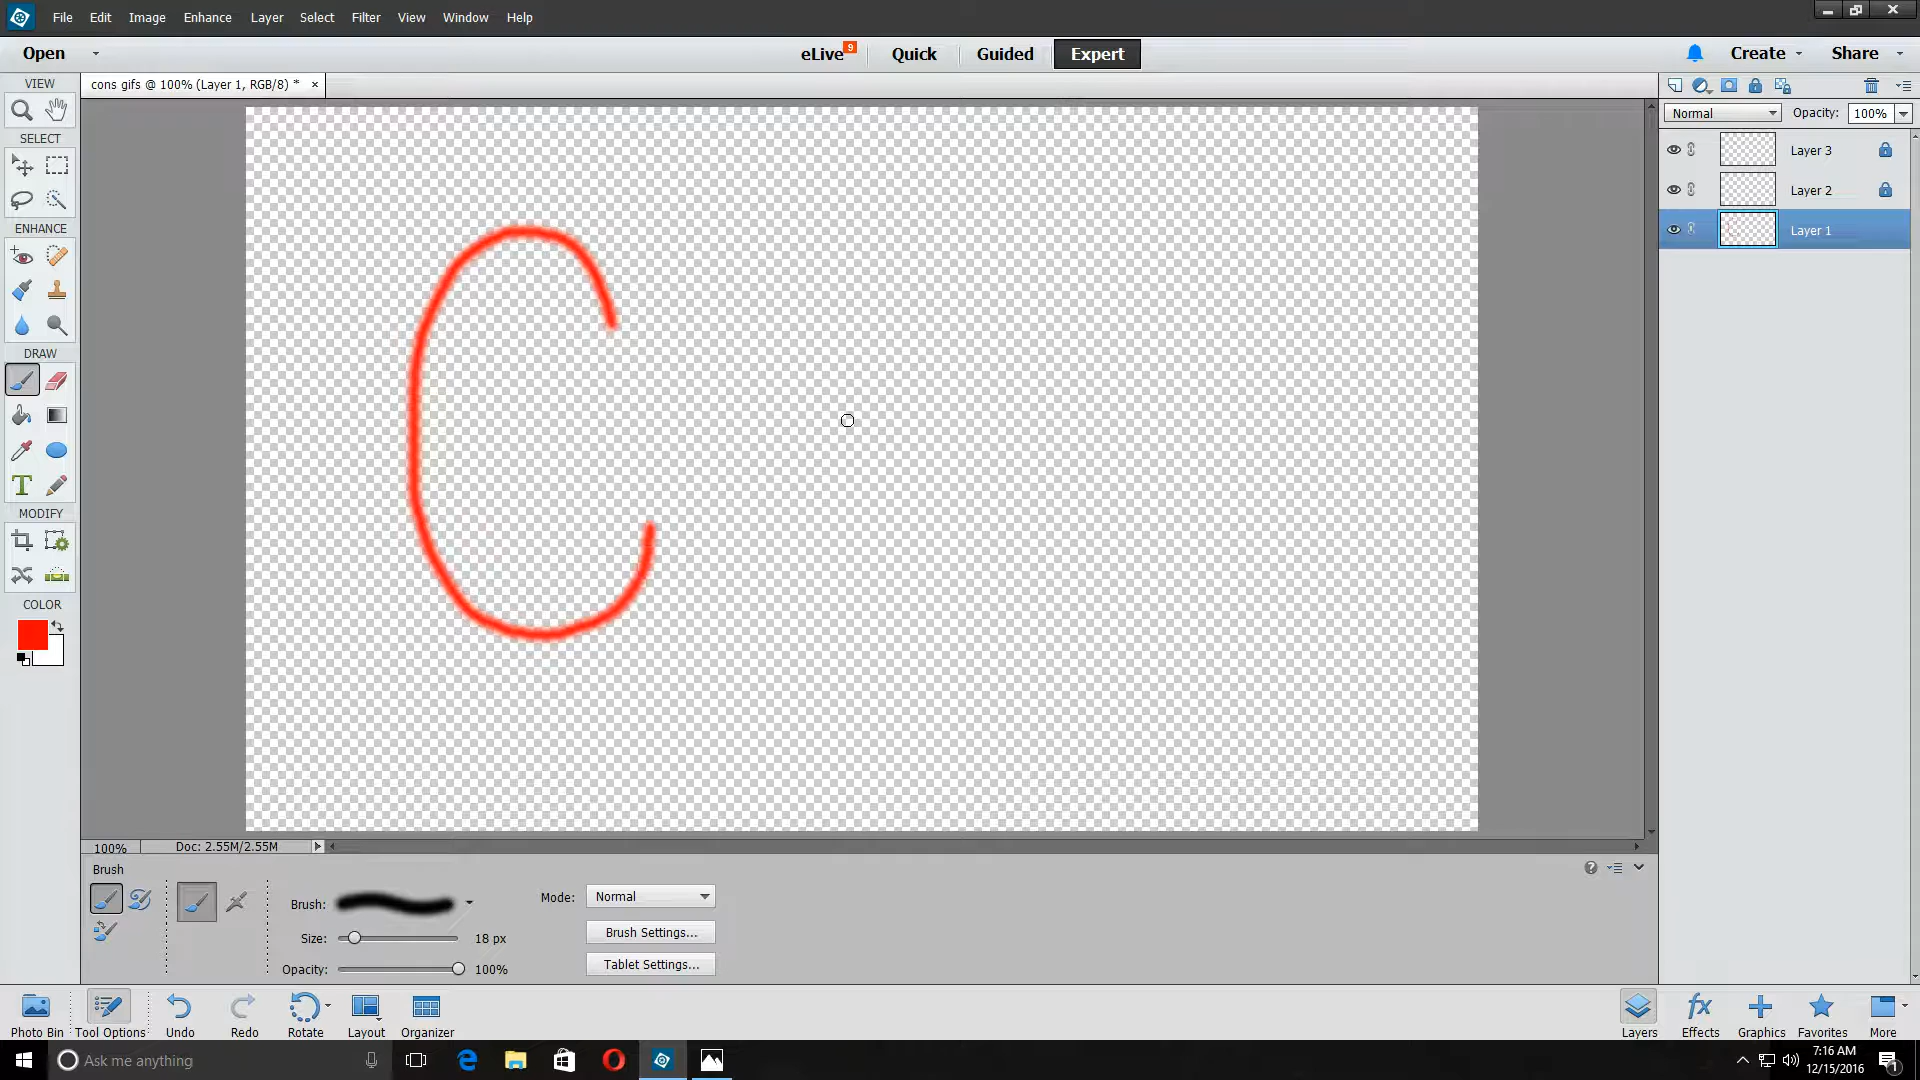 File Edit Image Enhance Layer Select Filter View Window Help
Open eLive 9 Quick Guided Expert Create Share
VIEW cons gifs @ 100% (Layer 1, RGB/8) * ×
Normal Opacity: 100%
SELECT
Layer 3
Layer 2
ENHANCE
Layer 1
C
DRAW
T
MODIFY
COLOR
100% Doc: 2.55M/2.55M
Brush
Brush: Mode: Normal
Size: 18 px Brush Settings...
Opacity: 100% Tablet Settings...
fx
Photo Bin Tool Options Undo Redo Rotate Layout Organizer Layers Effects Graphics Favorites More
Ask me anything
7:16 AM
12/15/2016
1